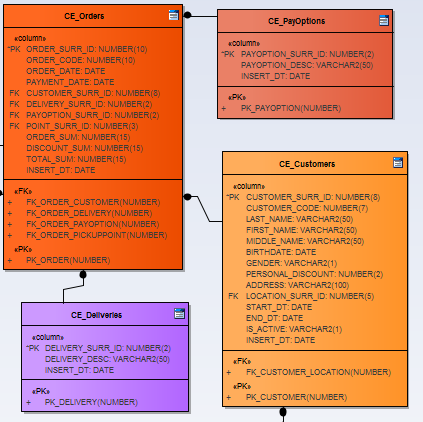 CE_Orders
«column»
*PK ORDER_SURR_ID: NUMBER(10)
ORDER_CODE: NUMBER(10)
ORDER_DATE: DATE
PAYMENT_DATE: DATE
FK CUSTOMER_SURR_ID: NUMBER(8)
FK DELIVERY_SURR_ID: NUMBER(2)
FK PAYOPTION_SURR_ID: NUMBER(2)
FK POINT_SURR_ID: NUMBER(3)
ORDER_SUM: NUMBER(15)
DISCOUNT_SUM: NUMBER(15)
TOTAL_SUM: NUMBER(15)
INSERT_DT: DATE
«FK»
+ FK_ORDER_CUSTOMER(NUMBER)
+ FK_ORDER_DELIVERY(NUMBER)
+ FK_ORDER_PAYOPTION(NUMBER)
+ FK_ORDER_PICKUPPOINT(NUMBER)
«PK»
+ PK_ORDER(NUMBER)
CE_PayOptions
«column»
*PK PAYOPTION_SURR_ID: NUMBER(2)
PAYOPTION_DESC: VARCHAR2(50)
INSERT_DT: DATE
«PK»
+ PK_PAYOPTION(NUMBER)
CE_Customers
«column»
*PK CUSTOMER_SURR_ID: NUMBER(8)
CUSTOMER_CODE: NUMBER(7)
LAST_NAME: VARCHAR2(50)
FIRST_NAME: VARCHAR2(50)
MIDDLE_NAME: VARCHAR2(50)
BIRTHDATE: DATE
GENDER: VARCHAR2(1)
PERSONAL_DISCOUNT: NUMBER(2)
ADDRESS: VARCHAR2(100)
FK LOCATION_SURR_ID: NUMBER(5)
START_DT: DATE
END_DT: DATE
IS_ACTIVE: VARCHAR2(1)
INSERT_DT: DATE
«FK»
+ FK_CUSTOMER_LOCATION(NUMBER)
«PK»
+ PK_CUSTOMER(NUMBER)
CE_Deliveries
«column»
*PK DELIVERY_SURR_ID: NUMBER(2)
DELIVERY_DESC: VARCHAR2(50)
INSERT_DT: DATE
«PK»
+ PK_DELIVERY(NUMBER)